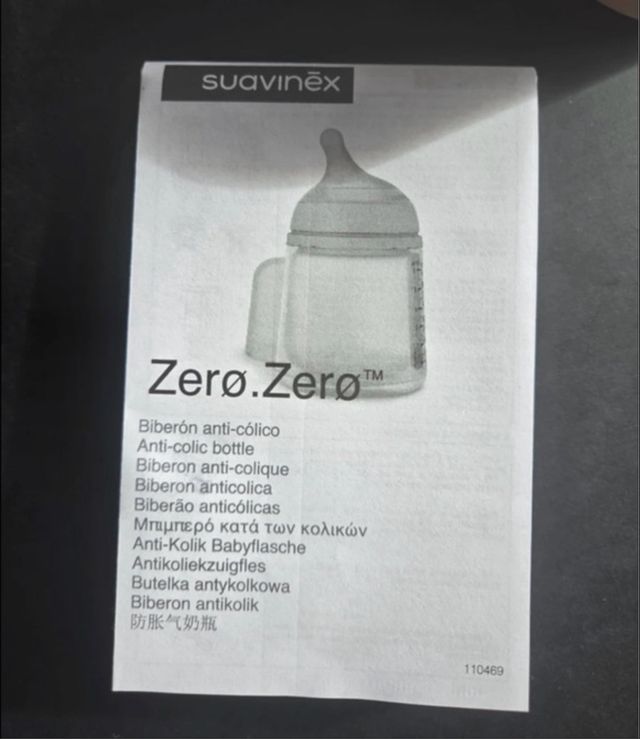 suavinēx
Zerø.Zerø™
Biberón anti-cólico
Anti-colic bottle
Biberon anti-colique
Biberon anticolica
Biberão anticólicas
Μπιμπερό κατά των κολικών
Anti-Kolik Babyflasche
Antikoliekzuigfles
Butelka antykolkowa
Biberon antikolik
防胀气奶瓶
110469